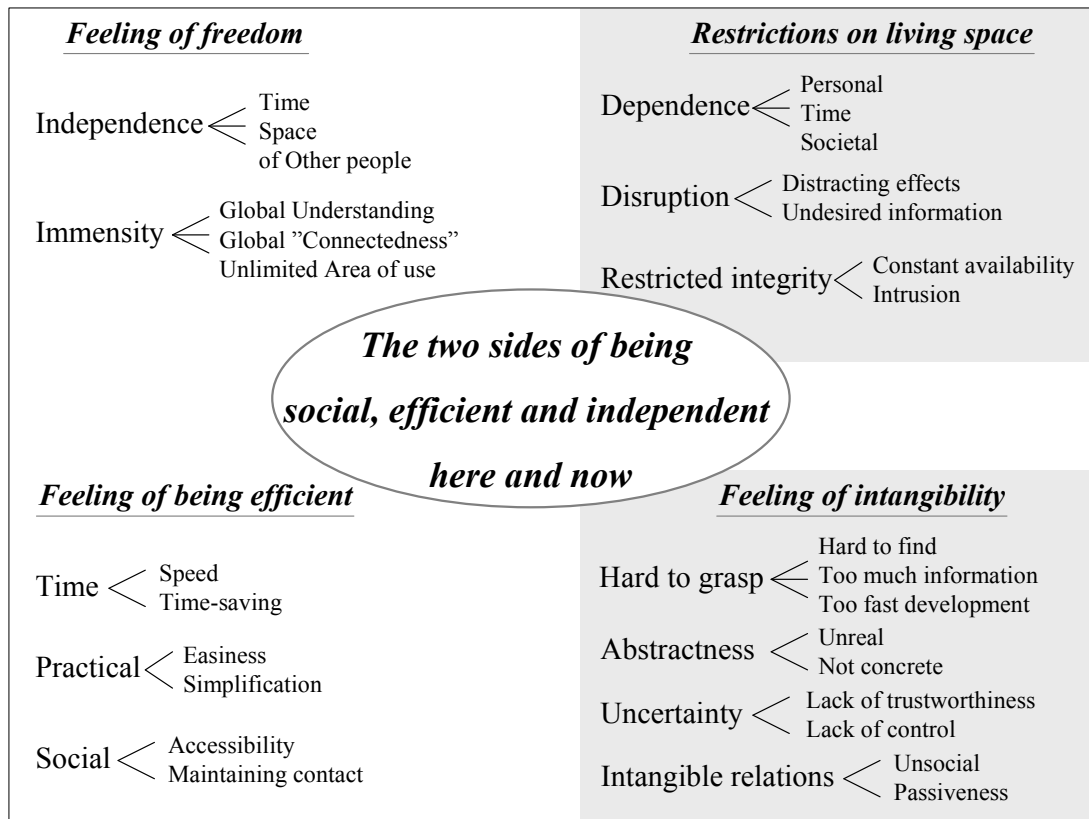 Feeling of freedom
Independence
Time
Space
of Other people
Immensity
Global Understanding
Global ”Connectedness”
Unlimited Area of use
Restrictions on living space
Dependence
Personal
Time
Societal
Disruption
Distracting effects
Undesired information
Restricted integrity
Constant availability
Intrusion
The two sides of being
social, efficient and independent
here and now
Feeling of being efficient
Time
Speed
Time-saving
Practical
Easiness
Simplification
Social
Accessibility
Maintaining contact
Feeling of intangibility
Hard to grasp
Hard to find
Too much information
Too fast development
Abstractness
Unreal
Not concrete
Uncertainty
Lack of trustworthiness
Lack of control
Intangible relations
Unsocial
Passiveness